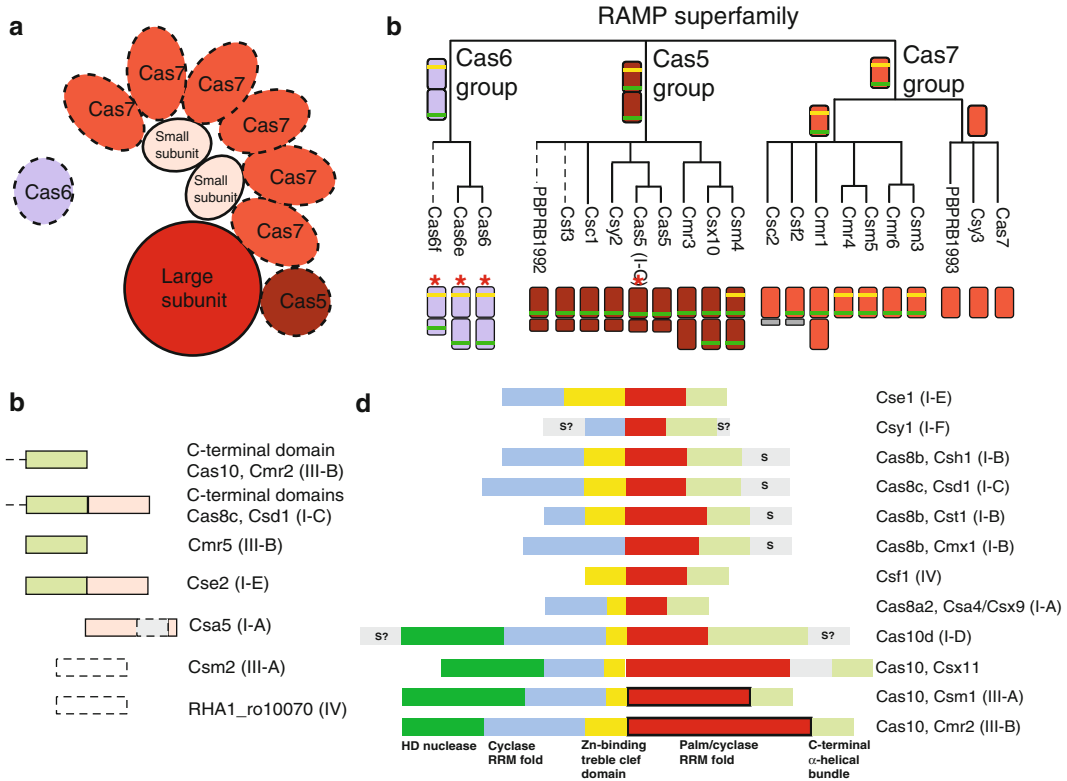 a
Cas7
Cas7
Cas7
Cas7
Cas7
Cas7
Small
subunit
Small
subunit
Cas6
Large
subunit
Cas5
b
RAMP superfamily
Cas6
group
Cas5
group
Cas7
group
Cas6f
Cas6e
Cas6
PBPRB1992
Csf3
Csc1
Csy2
Cas5 (I-C)
Cas5
Cmr3
Csx10
Csm4
Csc2
Csf2
Cmr1
Cmr4
Csm5
Cmr6
Csm3
PBPRB1993
Csy3
Cas7
* * * *
b
C-terminal domain
Cas10, Cmr2 (III-B)
C-terminal domains
Cas8c, Csd1 (I-C)
Cmr5 (III-B)
Cse2 (I-E)
Csa5 (I-A)
Csm2 (III-A)
RHA1_ro10070 (IV)
d
Cse1 (I-E)
S? S? Csy1 (I-F)
S Cas8b, Csh1 (I-B)
S Cas8c, Csd1 (I-C)
S Cas8b, Cst1 (I-B)
S Cas8b, Cmx1 (I-B)
Csf1 (IV)
Cas8a2, Csa4/Csx9 (I-A)
S? S? Cas10d (I-D)
Cas10, Csx11
Cas10, Csm1 (III-A)
Cas10, Cmr2 (III-B)
HD nuclease
Cyclase
RRM fold
Zn-binding
treble clef
domain
Palm/cyclase
RRM fold
C-terminal
α-helical
bundle